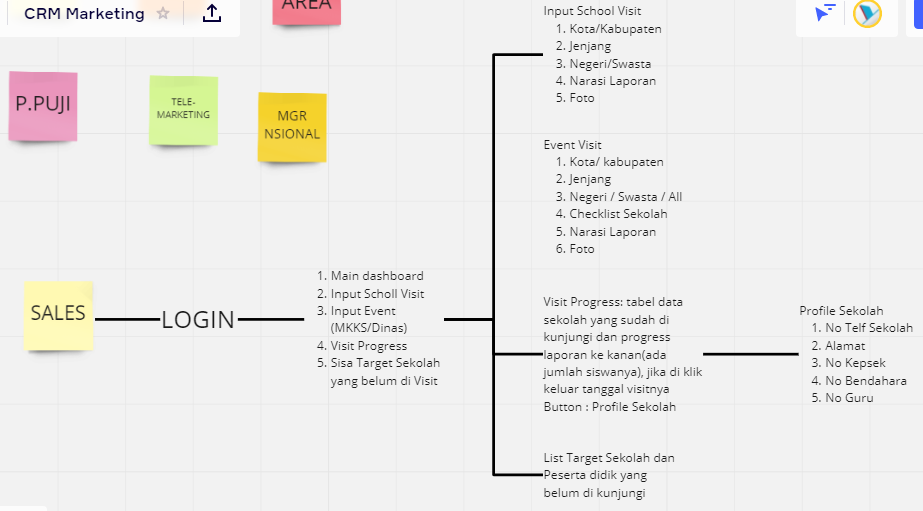 CRM Marketing
AREA
P.PUJI
TELE-
MARKETING
MGR
NSIONAL
SALES
LOGIN
1. Main dashboard
2. Input Scholl Visit
3. Input Event
(MKKS/Dinas)
4. Visit Progress
5. Sisa Target Sekolah
yang belum di Visit
Input School Visit
1. Kota/Kabupaten
2. Jenjang
3. Negeri/Swasta
4. Narasi Laporan
5. Foto
Event Visit
1. Kota/ kabupaten
2. Jenjang
3. Negeri / Swasta / All
4. Checklist Sekolah
5. Narasi Laporan
6. Foto
Visit Progress: tabel data
sekolah yang sudah di
kunjungi dan progress
laporan ke kanan(ada
jumlah siswanya), jika di klik
keluar tanggal visitnya
Button : Profile Sekolah
List Target Sekolah dan
Peserta didik yang
belum di kunjungi
Profile Sekolah
1. No Telf Sekolah
2. Alamat
3. No Kepsek
4. No Bendahara
5. No Guru